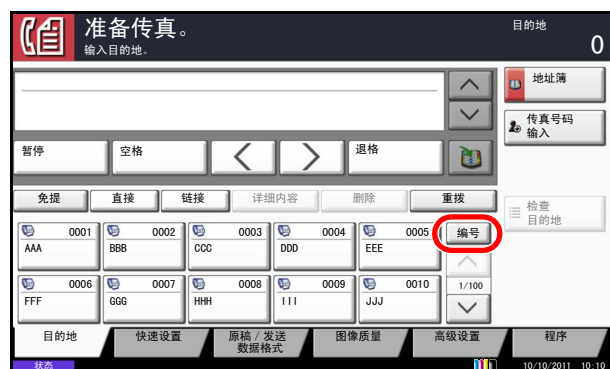 准备传真。
输入目的地。
目的地
0
地址簿
传真号码
输入
暂停
空格
退格
免提
直接
链接
详细内容
删除
重拨
检查
目的地
0001
0002
0003
0004
0005
编号
AAA
BBB
CCC
DDD
EEE
0006
0007
0008
0009
0010
1/100
FFF
GGG
HHH
III
JJJ
目的地
快速设置
原稿/发送
数据格式
图像质量
高级设置
程序
状态
10/10/2011 10:10